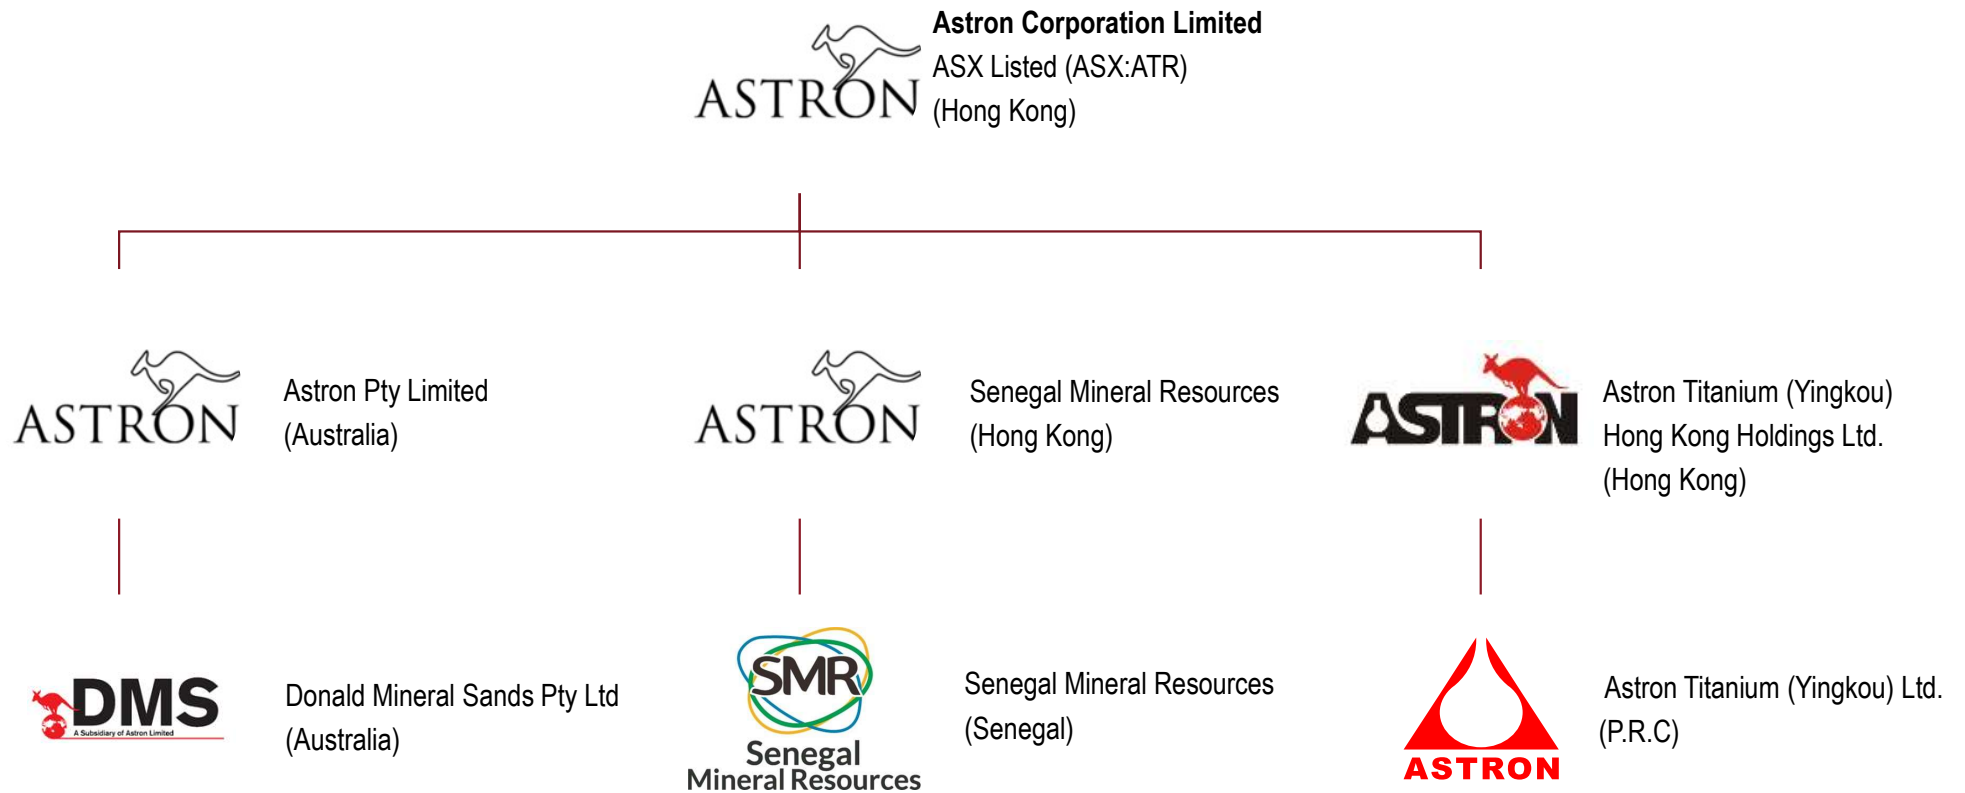 ASTRON
Astron Corporation Limited
ASX Listed (ASX:ATR)
(Hong Kong)
ASTRON
Astron Pty Limited
(Australia)
ASTRON
Senegal Mineral Resources
(Hong Kong)
ASTRON
Astron Titanium (Yingkou)
Hong Kong Holdings Ltd.
(Hong Kong)
DMS
A Subsidiary of Astron Limited
Donald Mineral Sands Pty Ltd
(Australia)
SMR
Senegal
Mineral Resources
Senegal Mineral Resources
(Senegal)
ASTRON
Astron Titanium (Yingkou) Ltd.
(P.R.C)